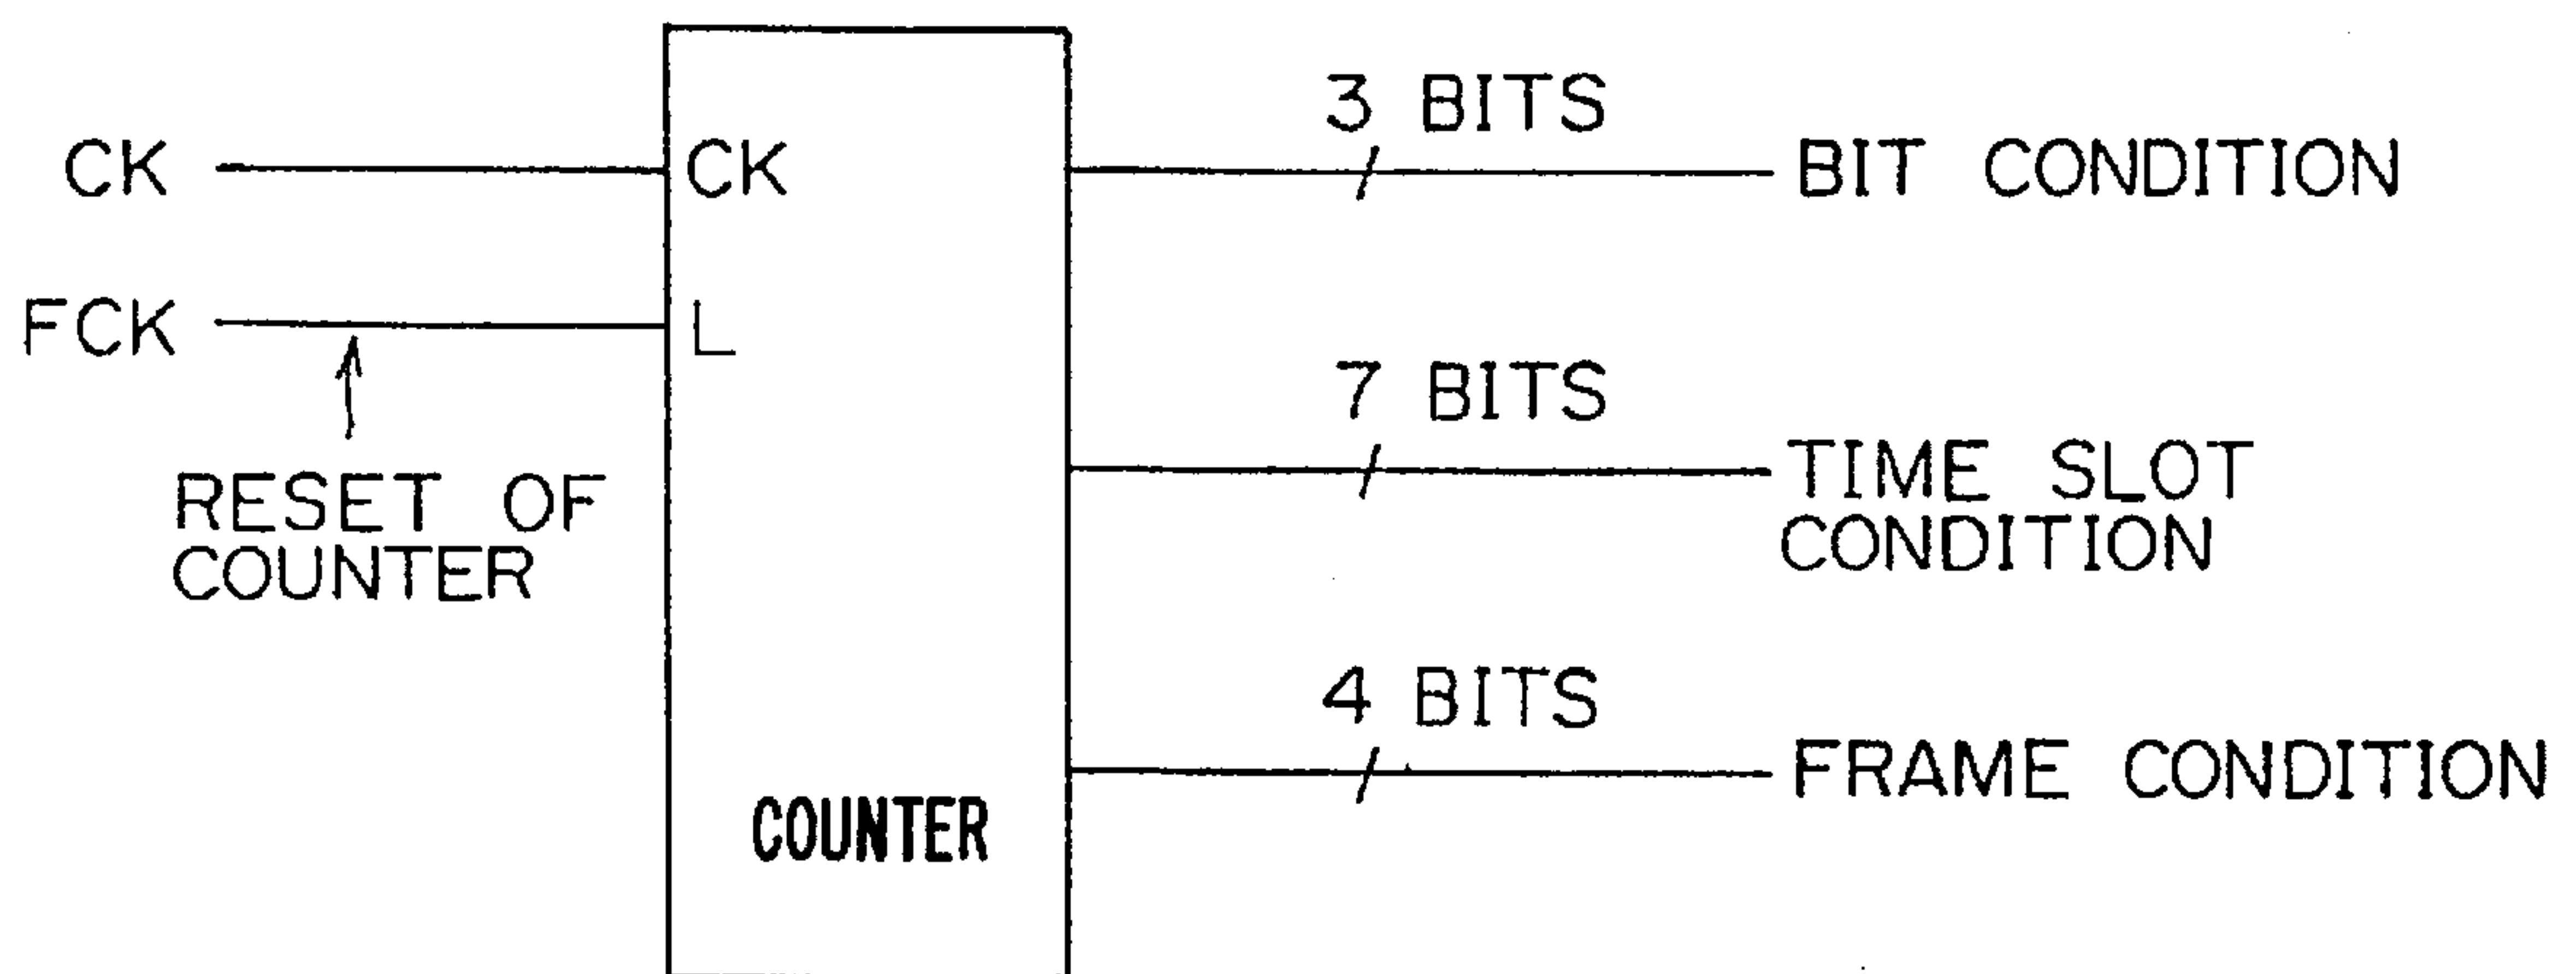 3 BITS
CK
CK
BIT CONDITION
FCK
L
RESET OF
COUNTER
7 BITS
TIME SLOT
CONDITION
4 BITS
FRAME CONDITION
COUNTER